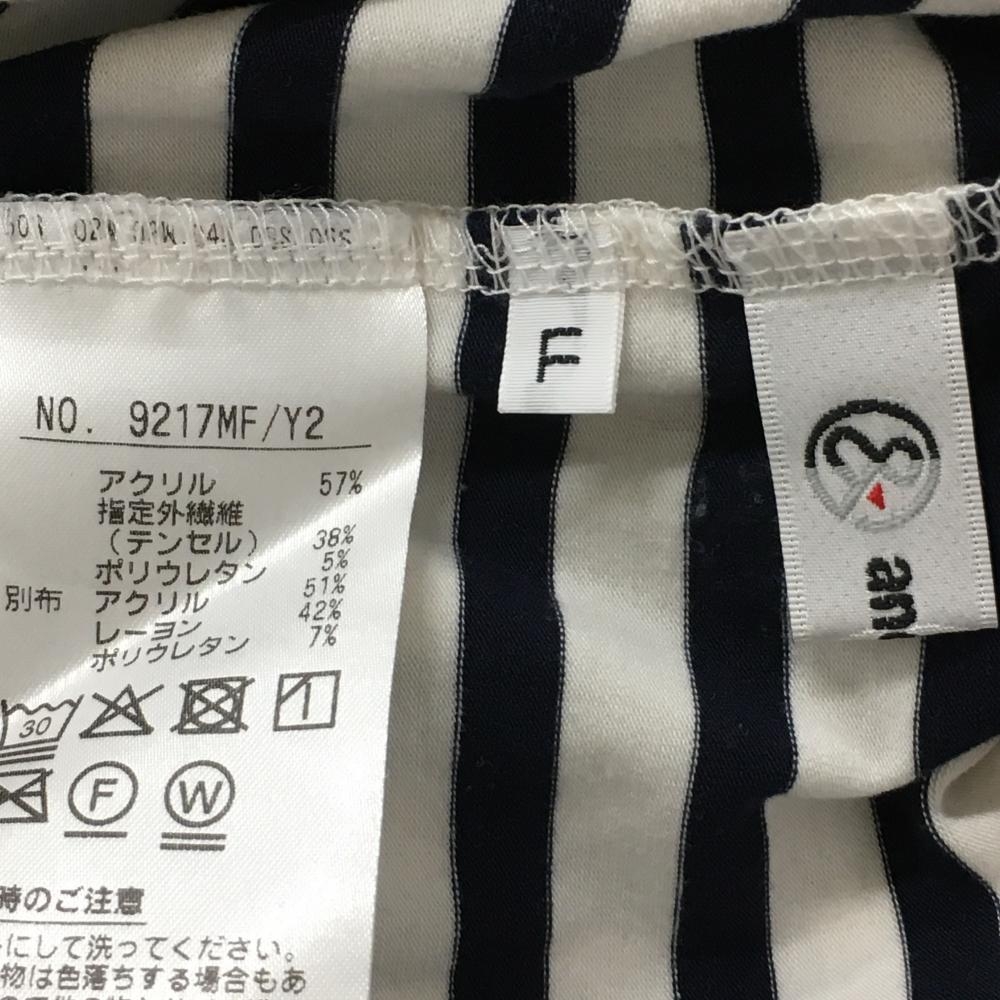 NO. 9217MF/Y2
アクリル 57%
指定外繊維
(テンセル) 38%
ポリウレタン 5%
別布 アクリル 51%
レーヨン 42%
ポリウレタン 7%
30
F
W
時のご注意
にして洗ってください。
物は色落ちする場合もあ
LL
an